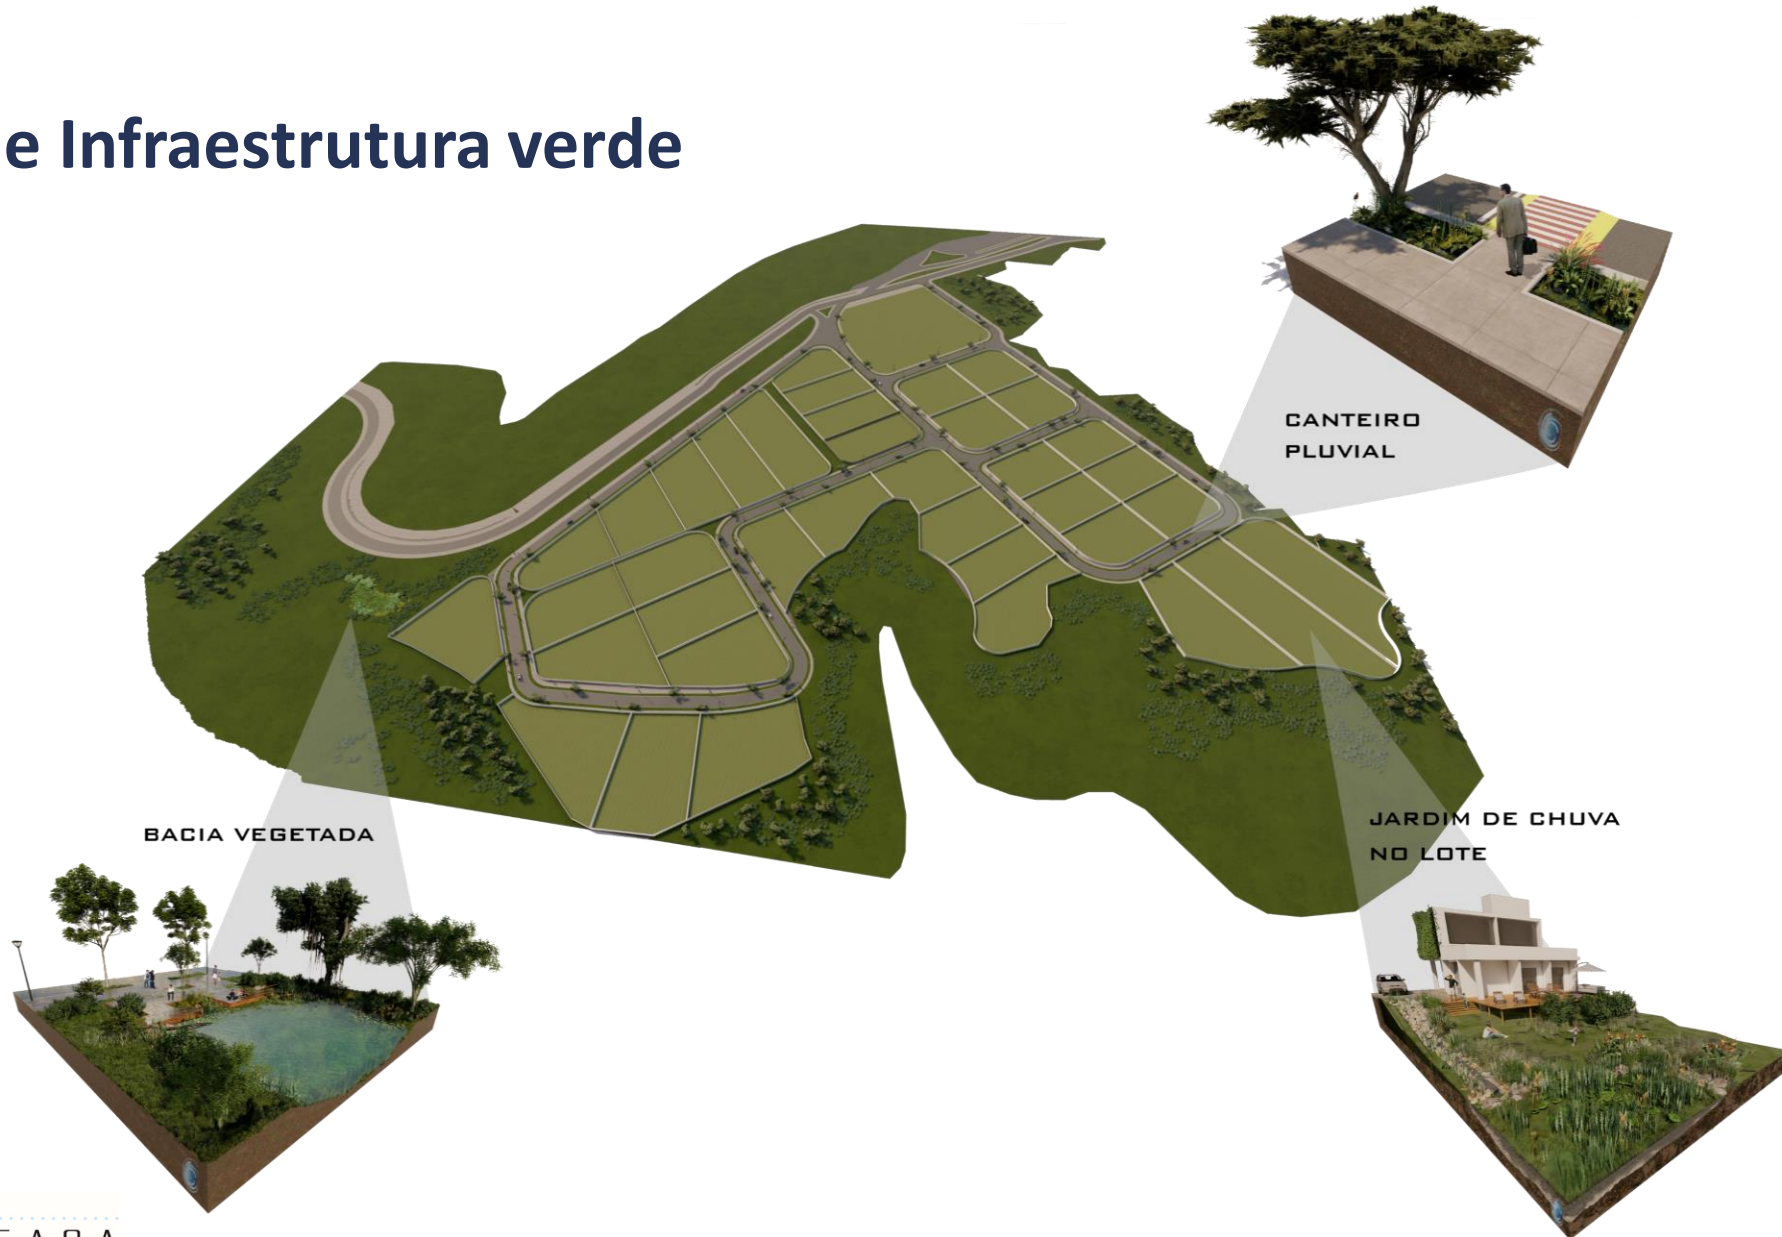 e Infraestrutura verde
CANTEIRO
PLUVIAL
BACIA VEGETADA
JARDIM DE CHUVA
NO LOTE